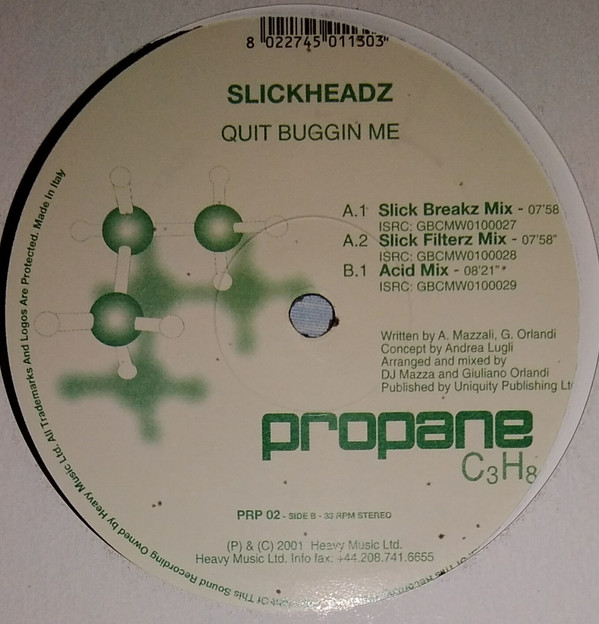 8 022745 011303
SLICKHEADZ
QUIT BUGGIN ME
A.1 Slick Breakz Mix - 07'58
ISRC: GBCMW0100027
A.2 Slick Filterz Mix - 07'58"
ISRC: GBCMW0100028
B.1 Acid Mix - 08'21"*
ISRC: GBCMW0100029
Written by A. Mazzali, G. Orlandi
Concept by Andrea Lugli
Arranged and mixed by
DJ Mazza and Giuliano Orlandi
Published by Uniquity Publishing Ltd
propane
C3H8
PRP 02 - SIDE B - 33 RPM STEREO
(P) & (C) 2001 Heavy Music Ltd.
Heavy Music Ltd. Info fax: +44.208.741.6655
Of This Sound Recording Owned by Heavy Music Ltd. All Trademarks And Logos Are Protected. Made In Italy